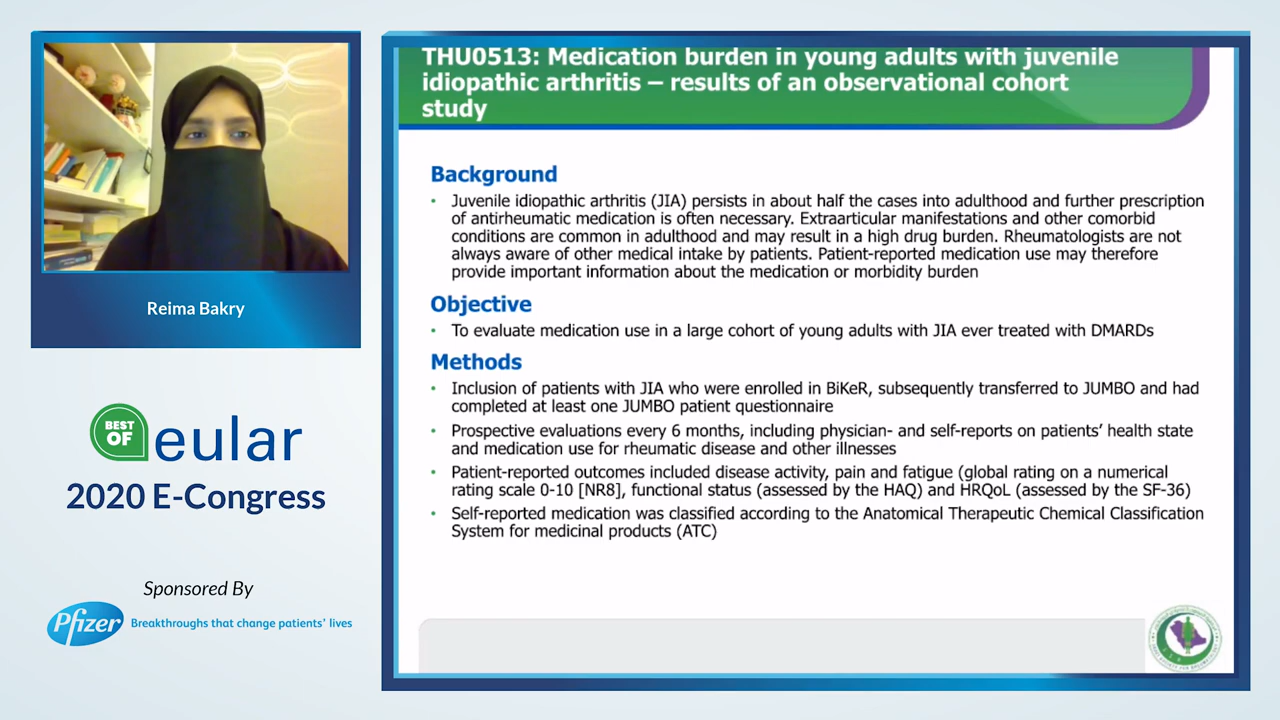 Reima Bakry
BEST
OF
eular
2020 E-Congress
Sponsored By
Pfizer
Breakthroughs that change patients' lives
THU0513: Medication burden in young adults with juvenile
idiopathic arthritis – results of an observational cohort
study
Background
• Juvenile idiopathic arthritis (JIA) persists in about half the cases into adulthood and further prescription
of antirheumatic medication is often necessary. Extraarticular manifestations and other comorbid
conditions are common in adulthood and may result in a high drug burden. Rheumatologists are not
always aware of other medical intake by patients. Patient-reported medication use may therefore
provide important information about the medication or morbidity burden
Objective
• To evaluate medication use in a large cohort of young adults with JIA ever treated with DMARDs
Methods
• Inclusion of patients with JIA who were enrolled in BiKeR, subsequently transferred to JUMBO and had
completed at least one JUMBO patient questionnaire
• Prospective evaluations every 6 months, including physician- and self-reports on patients' health state
and medication use for rheumatic disease and other illnesses
• Patient-reported outcomes included disease activity, pain and fatigue (global rating on a numerical
rating scale 0-10 [NR8], functional status (assessed by the HAQ) and HRQoL (assessed by the SF-36)
• Self-reported medication was classified according to the Anatomical Therapeutic Chemical Classification
System for medicinal products (ATC)